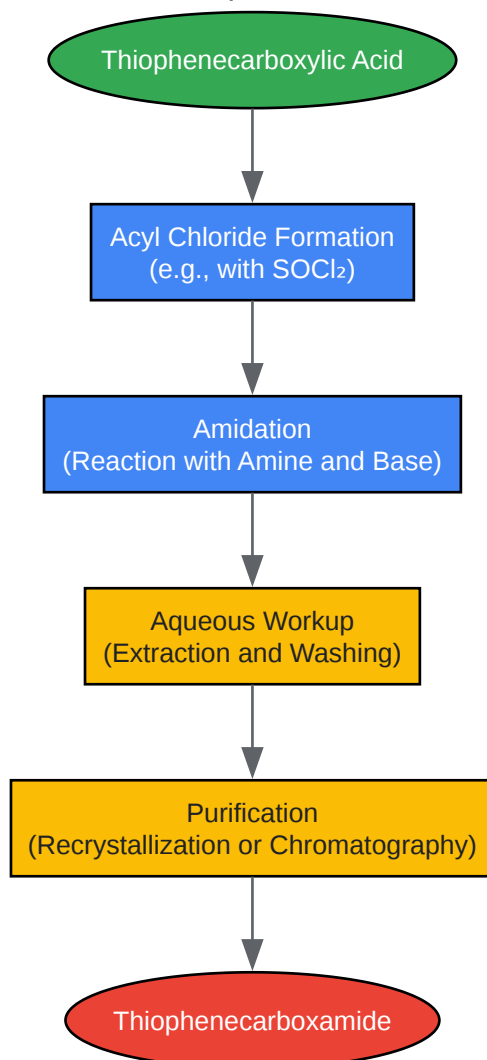 Thiophenecarboxylic Acid
Acyl Chloride Formation
(e.g., with SOCl₂)
Amidation
(Reaction with Amine and Base)
Aqueous Workup
(Extraction and Washing)
Purification
(Recrystallization or Chromatography)
Thiophenecarboxamide